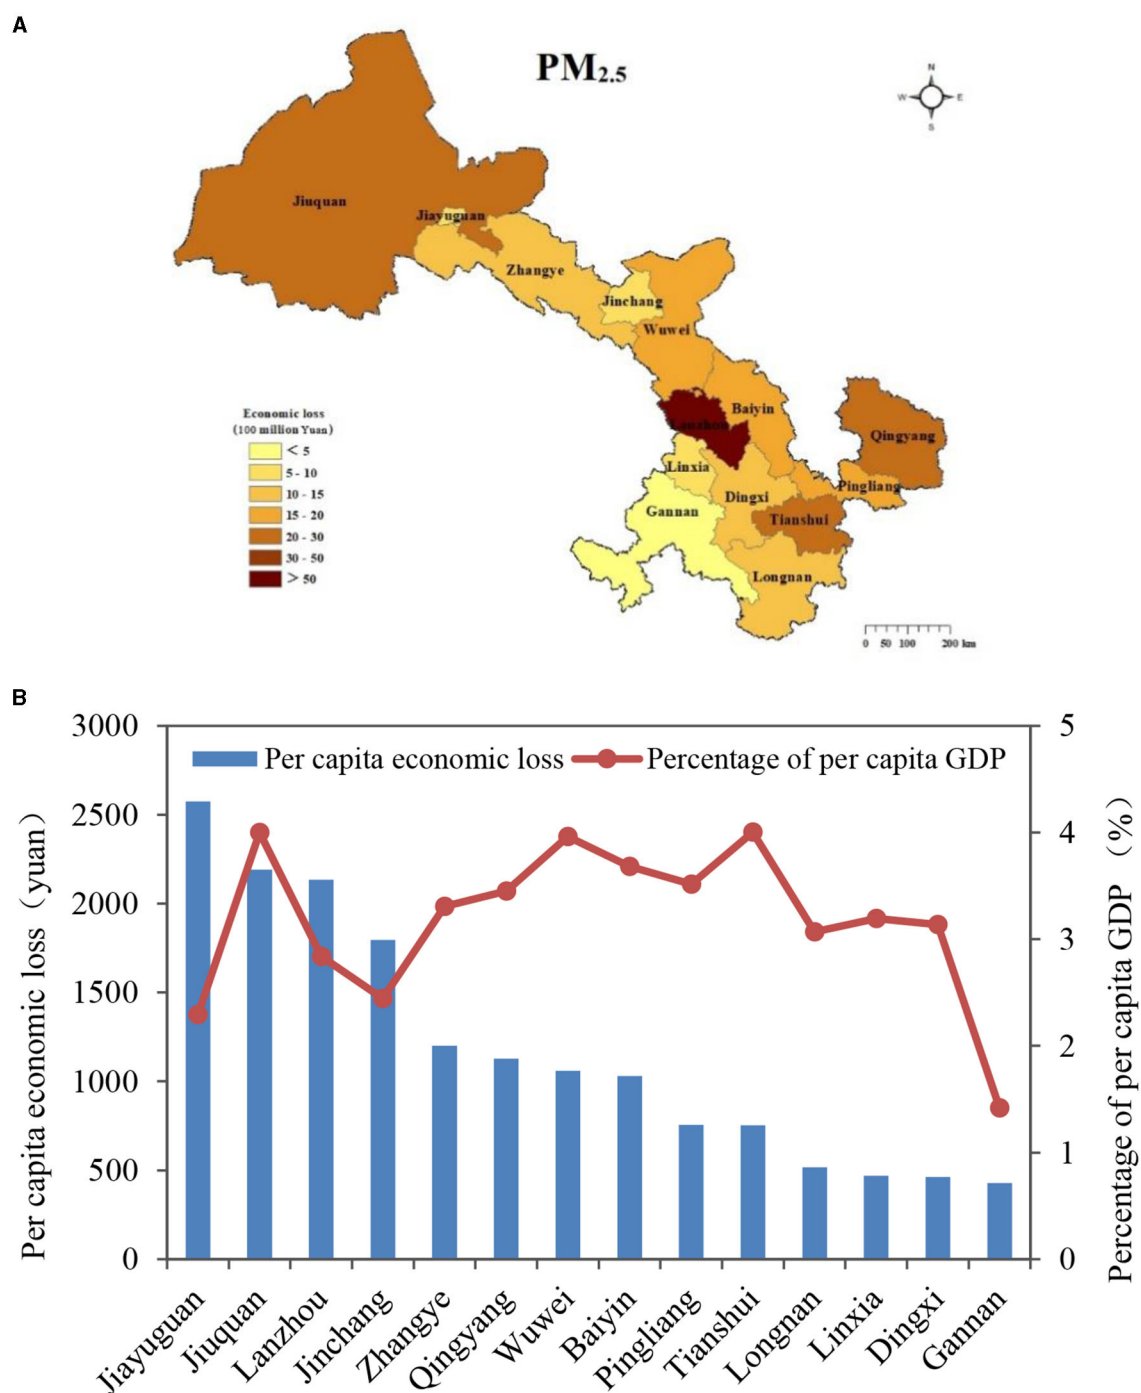 A
PM2.5
N
W E
S
Jiuquan
Jiayuguan
Zhangye
Jinchang
Wuwei
Baiyin
Lanzhou
Qingyang
Linxia
Pingliang
Dingxi
Gannan
Tianshui
Longnan
Economic loss
(100 million Yuan)
< 5
5 - 10
10 - 15
15 - 20
20 - 30
30 - 50
> 50
0 50 100 200 km
B
Per capita economic loss Percentage of per capita GDP
Per capita economic loss（yuan）
3000
2500
2000
1500
1000
500
0
5
4
3
2
1
0
Percentage of per capita GDP （%）
Jiayuguan
Jiuquan
Lanzhou
Jinchang
Zhangye
Qingyang
Wuwei
Baiyin
Pingliang
Tianshui
Longnan
Linxia
Dingxi
Gannan